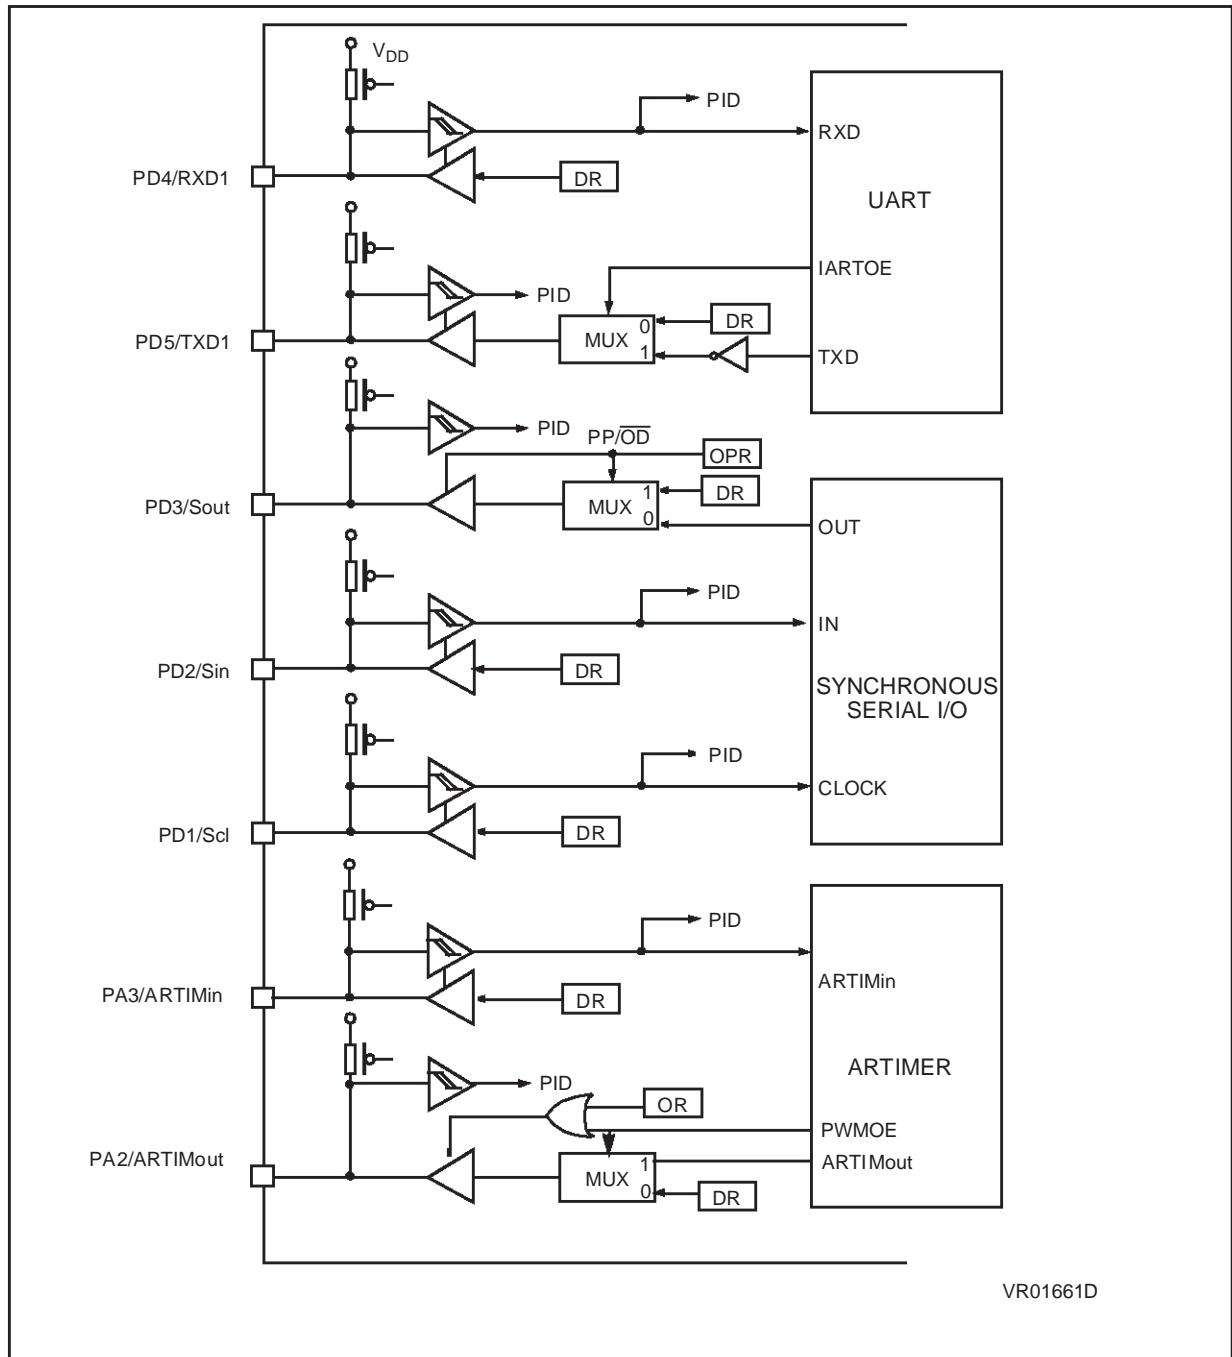 VDD
PID
RXD
PD4/RXD1
DR
UART
IARTOE
PID
DR
MUX
0
1
PD5/TXD1
TXD
PID
PP/OD
OPR
DR
MUX
1
0
PD3/Sout
OUT
PID
IN
PD2/Sin
DR
SYNCHRONOUS
SERIAL I/O
PID
CLOCK
PD1/Scl
DR
PID
ARTIMin
PA3/ARTIMin
DR
ARTIMER
PID
OR
PWMOE
PA2/ARTIMout
MUX
1
0
ARTIMout
DR
VR01661D